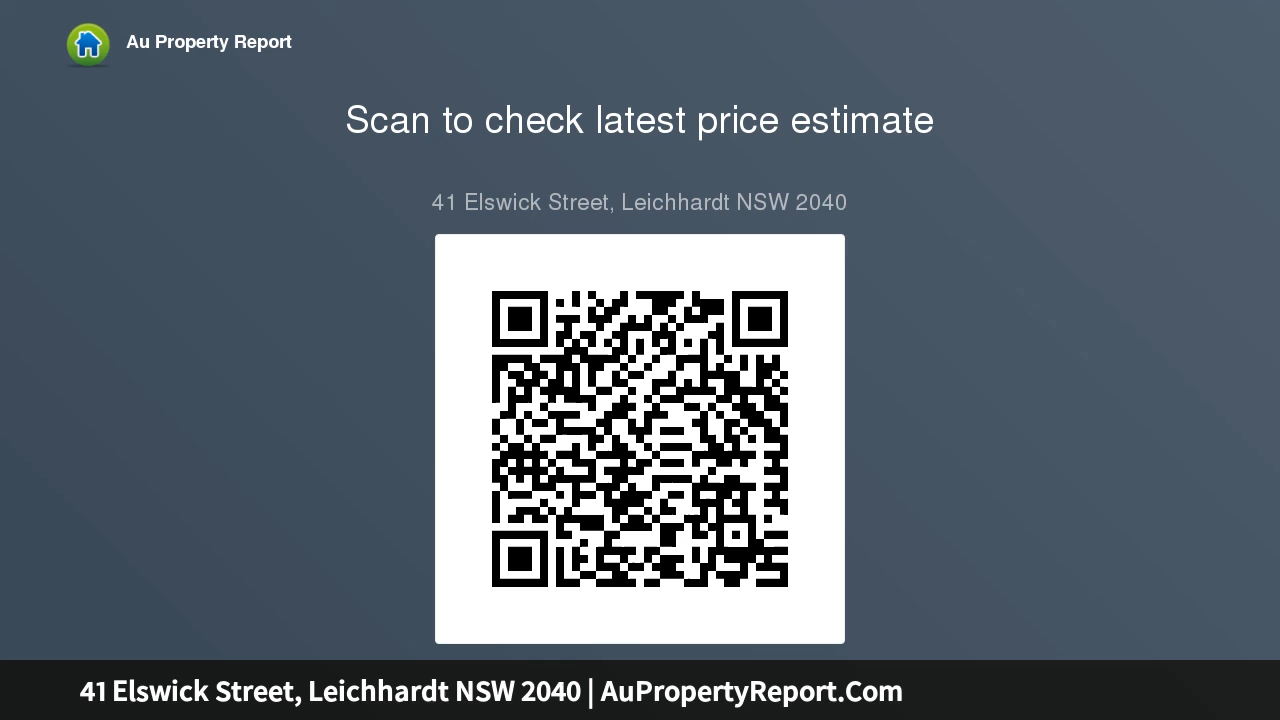 Au Property Report
Scan to check latest price estimate
41 Elswick Street, Leichhardt NSW 2040
41 Elswick Street, Leichhardt NSW 2040 | AuPropertyReport.Com